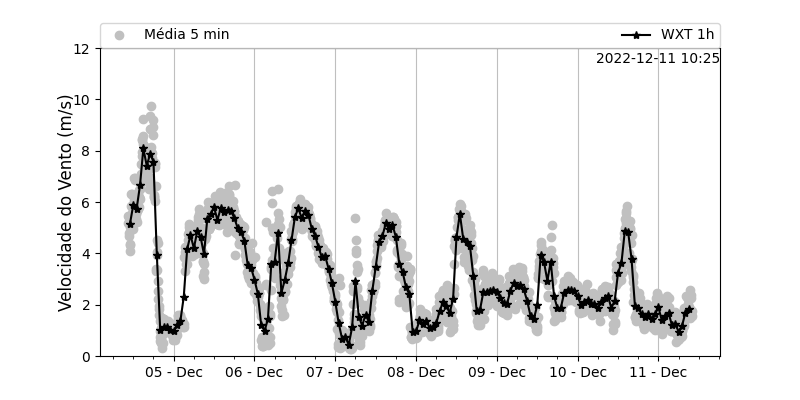 Média 5 min
WXT 1h
2022-12-11 10:25
Velocidade do Vento (m/s)
12
10
8
6
4
2
0
05 - Dec
06 - Dec
07 - Dec
08 - Dec
09 - Dec
10 - Dec
11 - Dec